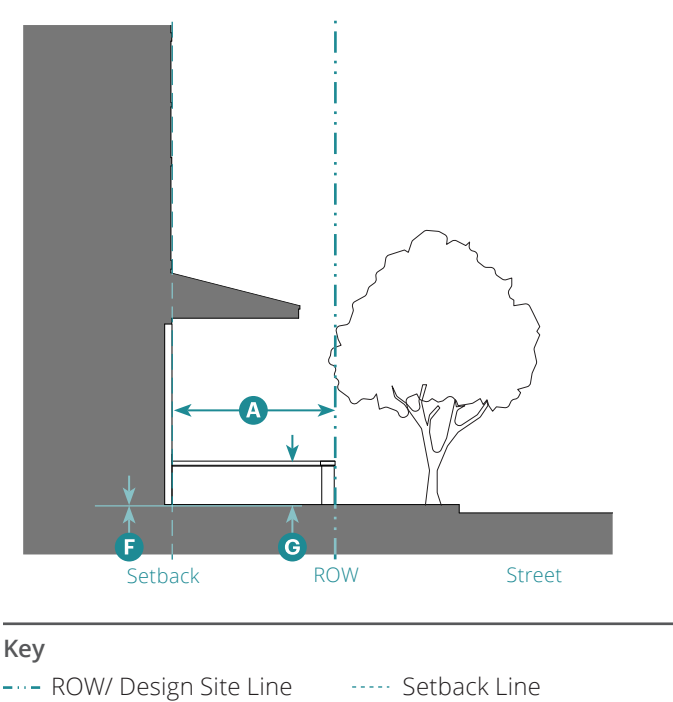 A
F
G
Setback
ROW
Street
Key
ROW/ Design Site Line
Setback Line